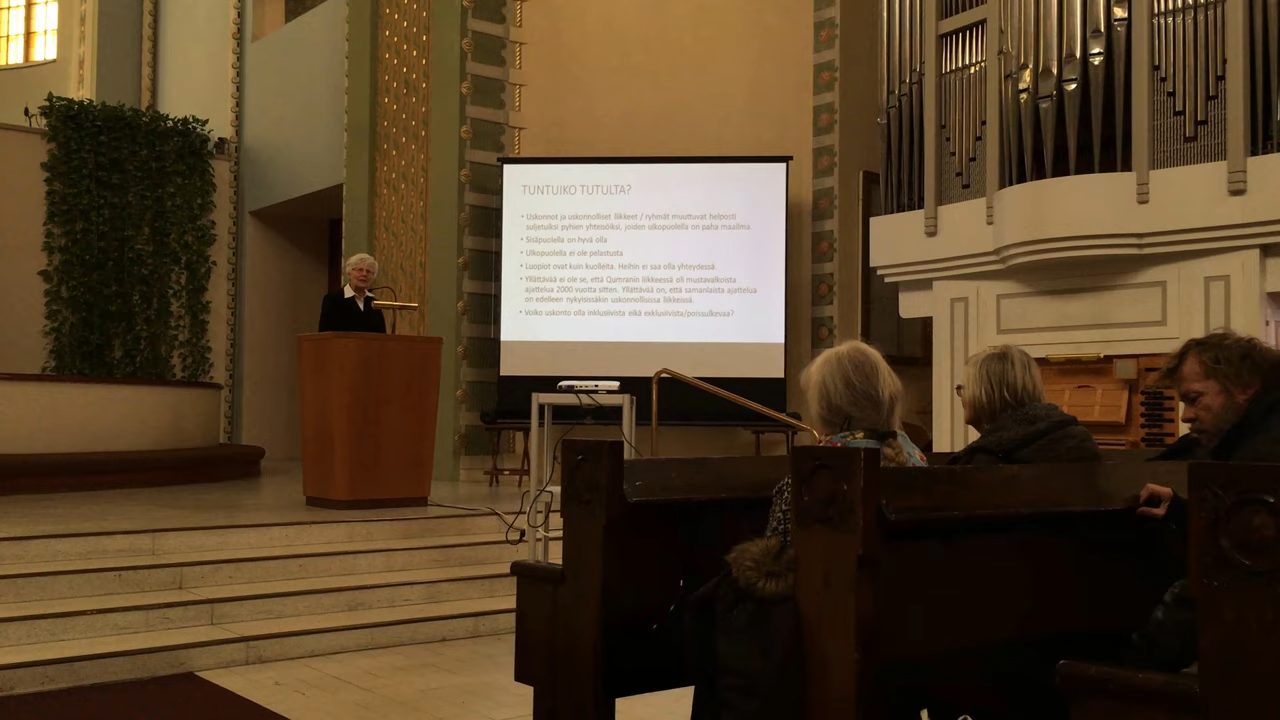 TUNTUIKO TUTULTA?
• Uskonnot ja uskonnolliset liikkeet / ryhmät muuttuvat helposti
suljetuiksi pyhien yhteisöiksi, joiden ulkopuolella on paha maailma.
• Sisäpuolella on hyvä olla
• Ulkopuolella ei ole pelastusta
• Luopiot ovat kuin kuolleita. Heihin ei saa olla yhteydessä.
• Yllättävää ei ole se, että Qumranin liikkeessä oli mustavalkoista
ajattelua 2000 vuotta sitten. Yllättävää on, että samanlaista ajattelua
on edelleen nykyisissäkin uskonnollisissa liikkeissä.
• Voiko uskonto olla inklusiivista eikä exklusiivista/poissulkevaa?